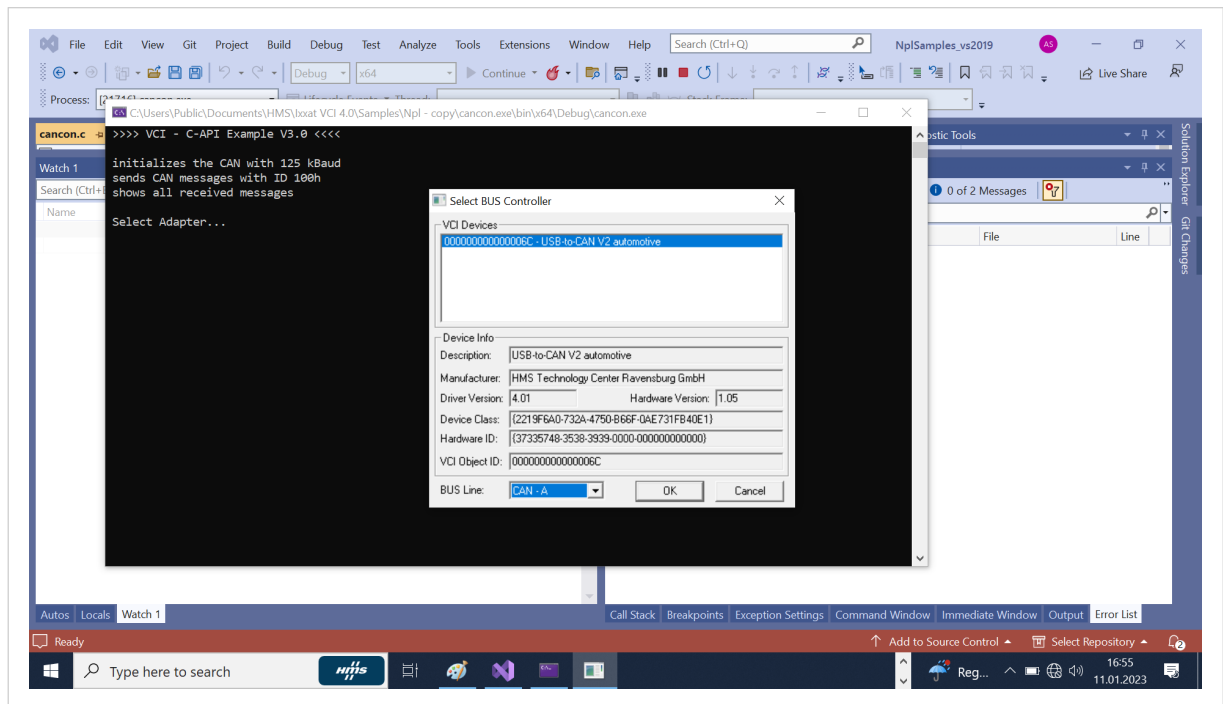 File Edit View Git Project Build Debug Test Analyze Tools Extensions Window Help Search (Ctrl+Q) NplSamples_vs2019 AS
Debug x64 Continue Live Share
Process:
C:\Users\Public\Documents\HMS\Ixxat VCI 4.0\Samples\Npl - copy\cancon.exe\bin\x64\Debug\cancon.exe
cancon.c
>>>> VCI - C-API Example V3.0 <<<<
initializes the CAN with 125 kBaud
sends CAN messages with ID 100h
shows all received messages
Select Adapter...
Watch 1
Search (Ctrl+E
Name
Select BUS Controller
VCI Devices
000000000000006C - USB-to-CAN V2 automotive
Device Info
Description: USB-to-CAN V2 automotive
Manufacturer: HMS Technology Center Ravensburg GmbH
Driver Version: 4.01 Hardware Version: 1.05
Device Class: {2219F6A0-732A-4750-B66F-0AE731FB40E1}
Hardware ID: {37335748-3538-3939-0000-000000000000}
VCI Object ID: 000000000000006C
BUS Line: CAN - A OK Cancel
ostic Tools
0 of 2 Messages
File Line
Solution Explorer
Git Changes
Autos Locals Watch 1
Call Stack Breakpoints Exception Settings Command Window Immediate Window Output Error List
Ready
Add to Source Control Select Repository 2
Type here to search
HMS
Reg...
16:55
11.01.2023